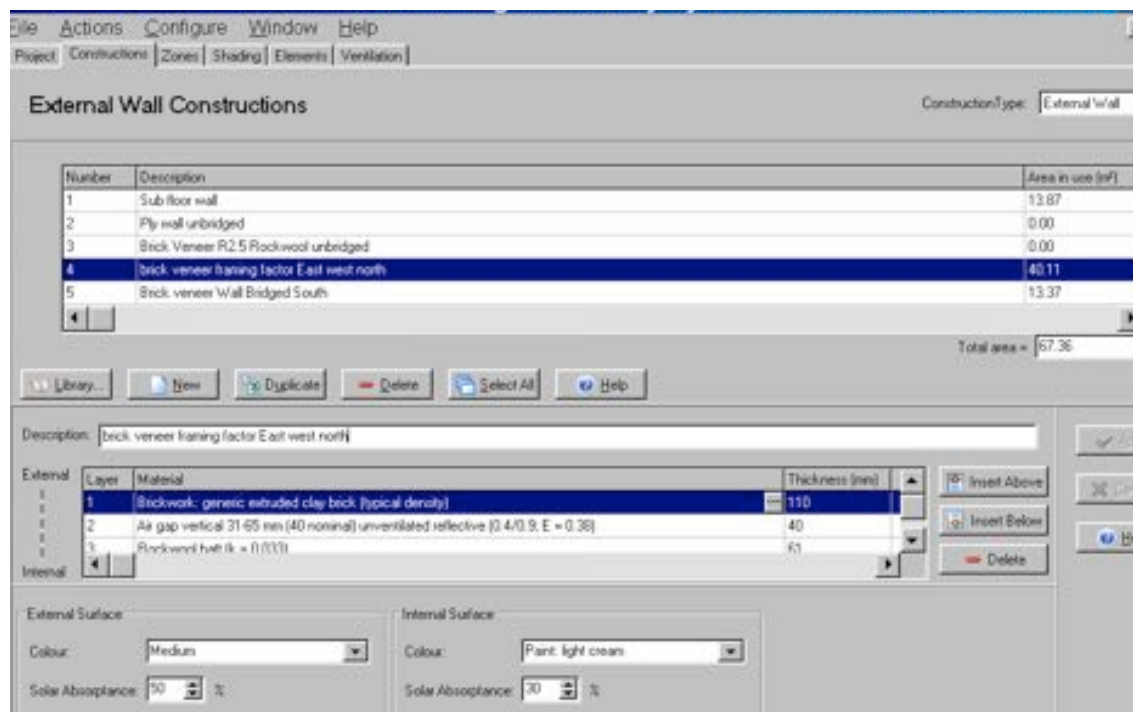 File Actions Configure Window Help
Project Constructions Zones Shading Elements Ventilation
External Wall Constructions
ConstructionType: External Wall
Number Description Area in use (m²)
1 Sub floor wall 13.87
2 Ply wall unbridged 0.00
3 Brick Veneer R2.5 Rockwool unbridged 0.00
4 brick veneer framing factor East west north 40.11
5 Brick veneer Wall Bridged South 13.37
Total area = 67.36
Library... New Duplicate Delete Select All Help
Description: brick veneer framing factor East west north
External Layer Material Thickness (mm) Insert Above
1 Brickwork: generic extruded clay brick (typical density) 110
2 Air gap vertical 31-65 mm (40 nominal) unventilated reflective (0.4/0.9; E = 0.38) 40 Insert Below
3 Rockwool batt (k = 0.033) 61
Internal Delete
External Surface Internal Surface
Colour: Medium Colour: Paint: light cream
Solar Absorptance: 50 % Solar Absorptance: 30 %